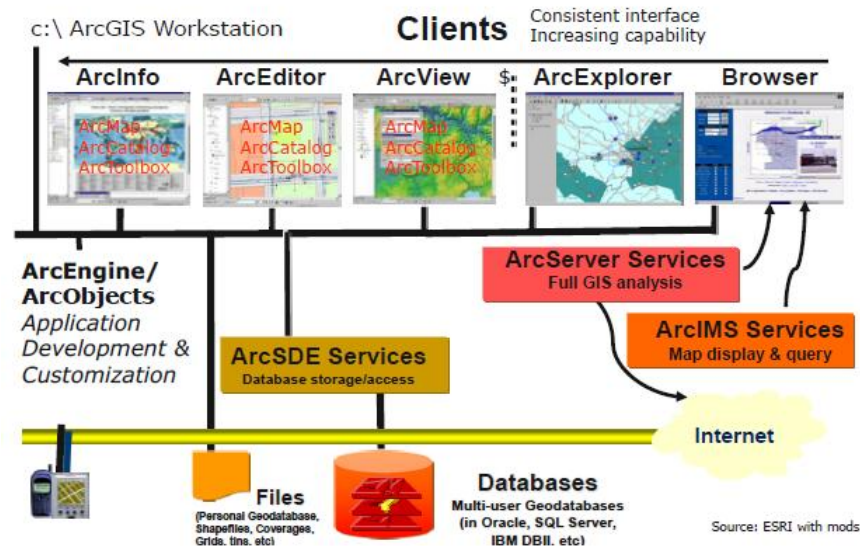 c:\ ArcGIS Workstation
Clients
Consistent interface
Increasing capability
ArcInfo
ArcEditor
ArcView
$
ArcExplorer
Browser
ArcMap
ArcCatalog
ArcToolbox
ArcMap
ArcCatalog
ArcToolbox
ArcMap
ArcCatalog
ArcToolbox
ArcEngine/
ArcObjects
Application
Development &
Customization
ArcServer Services
Full GIS analysis
ArcIMS Services
Map display & query
ArcSDE Services
Database storage/access
Internet
Files
(Personal Geodatabase,
Shapefiles, Coverages,
Grids, tins, etc)
Databases
Multi-user Geodatabases
(in Oracle, SQL Server,
IBM DBII, etc)
Source: ESRI with mods